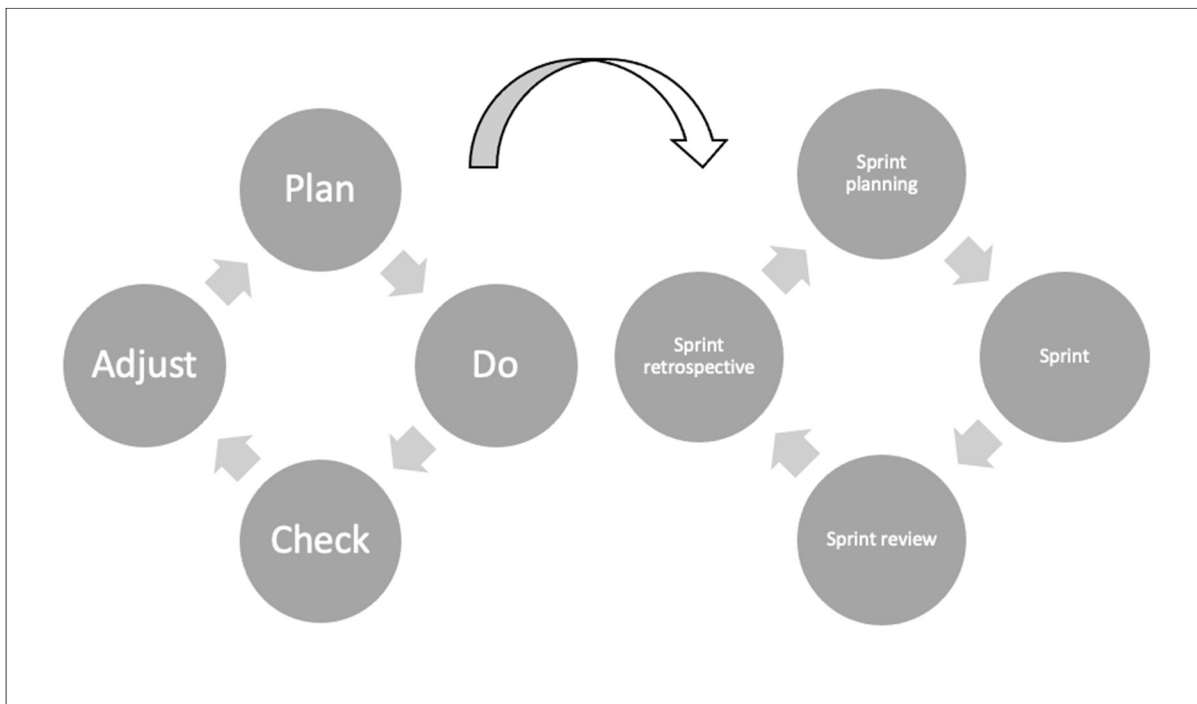 Plan
Do
Check
Adjust
Sprint
planning
Sprint
Sprint review
Sprint
retrospective